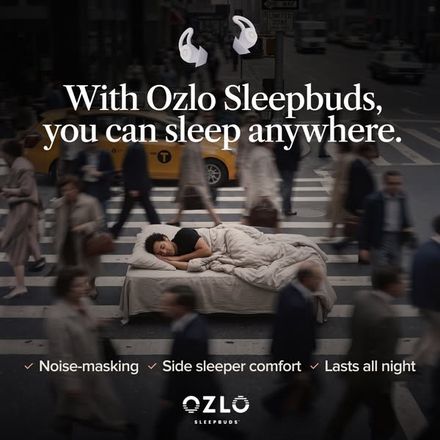 With Ozlo Sleepbuds,
you can sleep anywhere.
✓ Noise-masking ✓ Side sleeper comfort ✓ Lasts all night
OZLO
SLEEPBUDS